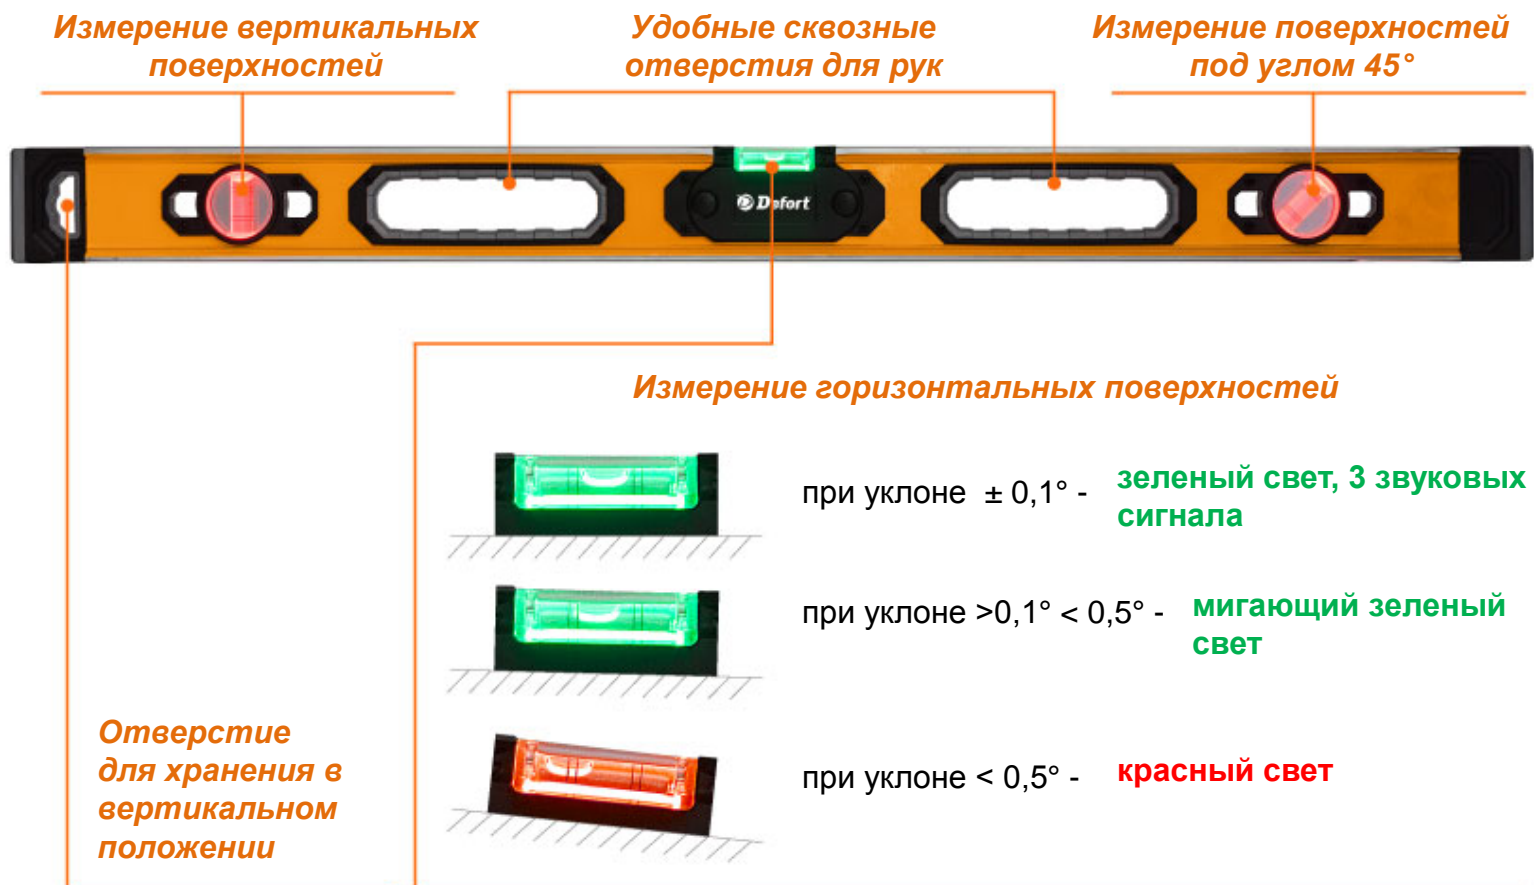 Измерение вертикальных
поверхностей
Удобные сквозные
отверстия для рук
Измерение поверхностей
под углом 45°
Defort
Измерение горизонтальных поверхностей
при уклоне ± 0,1° - зеленый свет, 3 звуковых
сигнала
при уклоне >0,1° < 0,5° - мигающий зеленый
свет
при уклоне < 0,5° - красный свет
Отверстие
для хранения в
вертикальном
положении